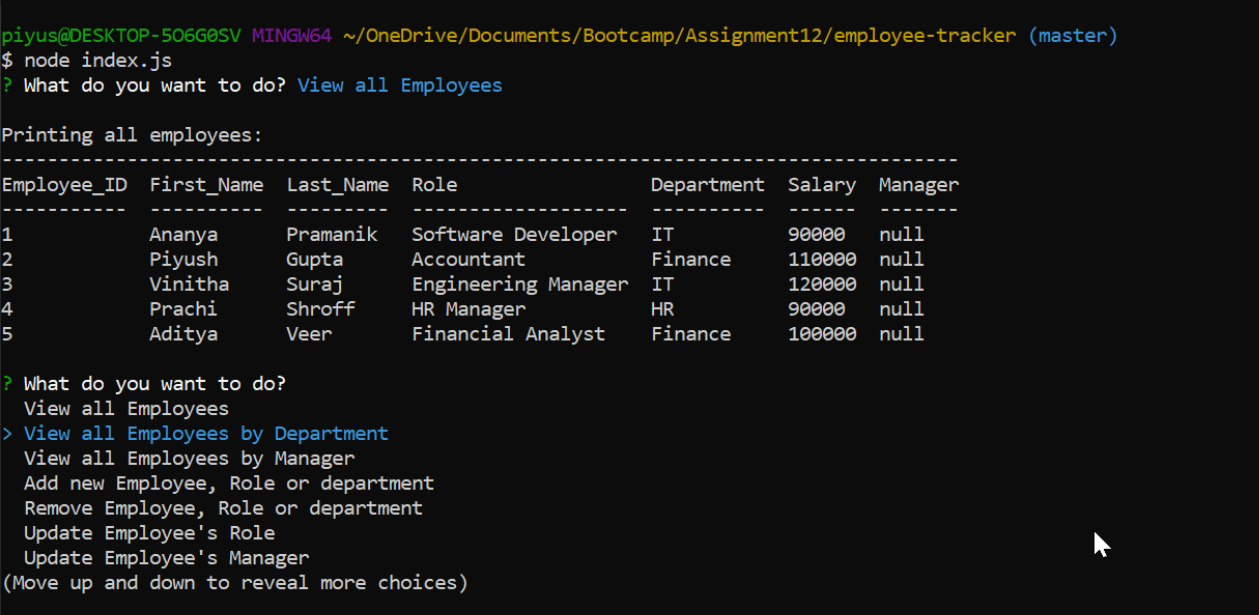 piyus@DESKTOP-5O6G0SV MINGW64 ~/OneDrive/Documents/Bootcamp/Assignment12/employee-tracker (master)
$ node index.js
? What do you want to do? View all Employees
Printing all employees:
------------------------------------------------------------------------------------
Employee_ID  First_Name  Last_Name  Role                 Department  Salary  Manager
-----------  ----------  ---------  -------------------  ----------  ------  -------
1            Ananya      Pramanik   Software Developer   IT          90000   null
2            Piyush      Gupta      Accountant           Finance     110000  null
3            Vinitha     Suraj      Engineering Manager  IT          120000  null
4            Prachi      Shroff     HR Manager           HR          90000   null
5            Aditya      Veer       Financial Analyst    Finance     100000  null
? What do you want to do?
  View all Employees
> View all Employees by Department
  View all Employees by Manager
  Add new Employee, Role or department
  Remove Employee, Role or department
  Update Employee's Role
  Update Employee's Manager
(Move up and down to reveal more choices)